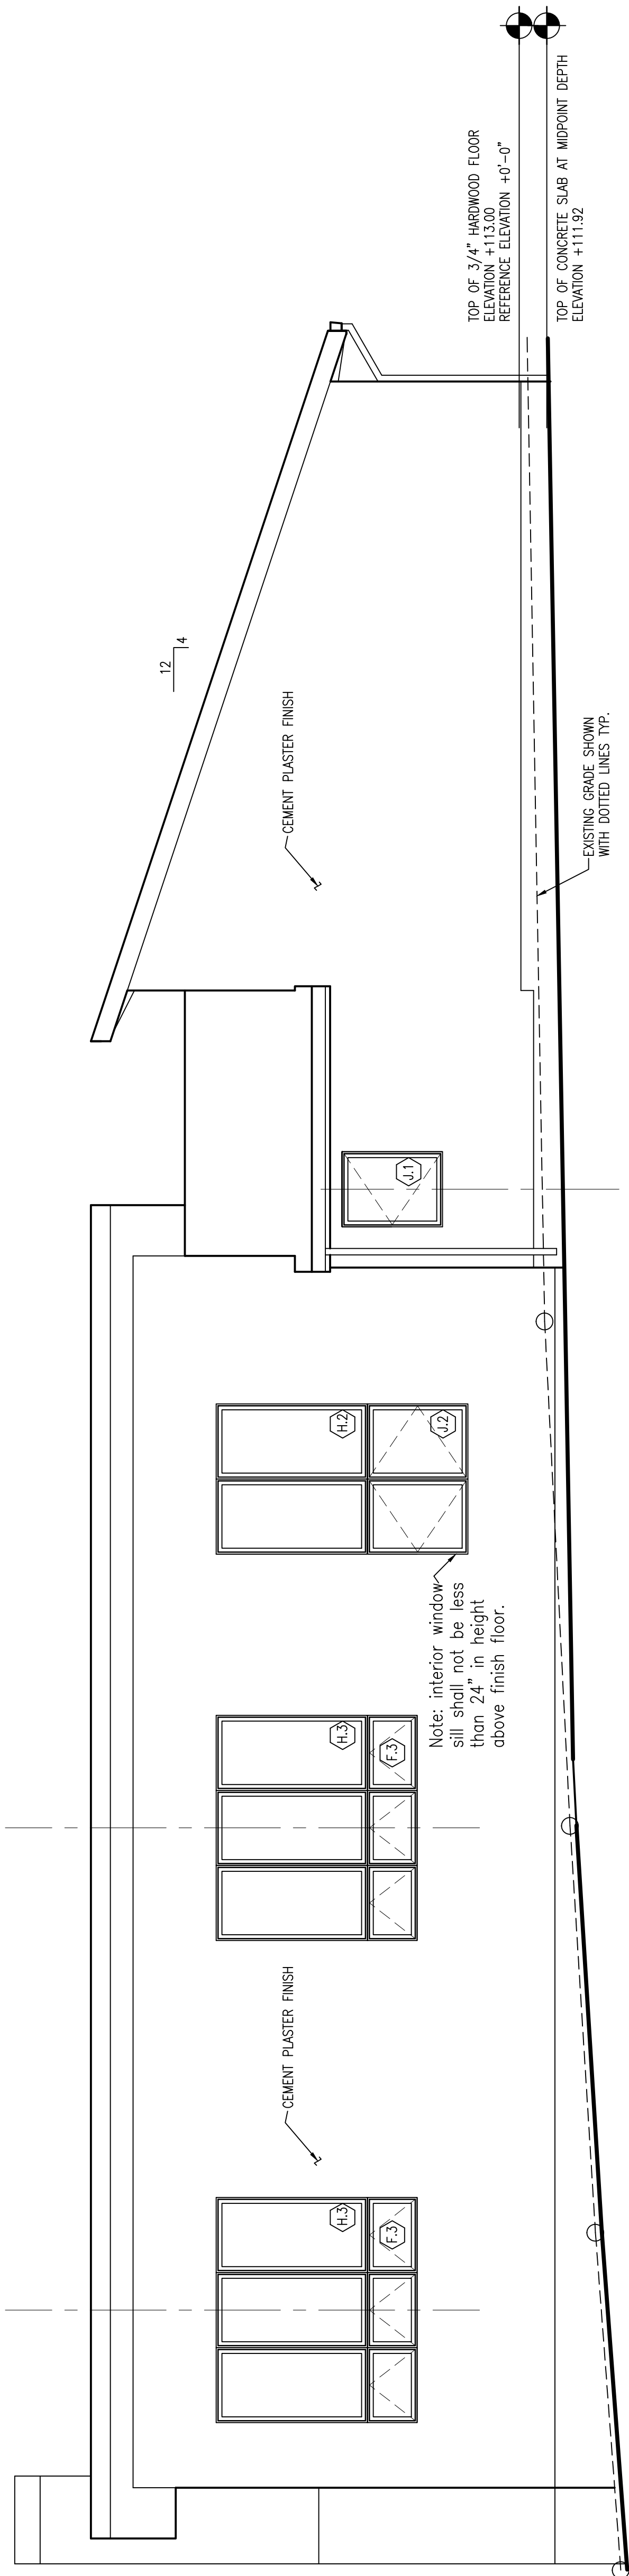 H.3
F.3
CEMENT PLASTER FINISH
H.3
F.3
Note: interior window
sill shall not be less
than 24" in height
above finish floor.
H.2
J.2
J.1
CEMENT PLASTER FINISH
12
4
EXISTING GRADE SHOWN
WITH DOTTED LINES TYP.
TOP OF 3/4" HARDWOOD FLOOR
ELEVATION +113.00
REFERENCE ELEVATION +0'-0"
TOP OF CONCRETE SLAB AT MIDPOINT DEPTH
ELEVATION +111.92